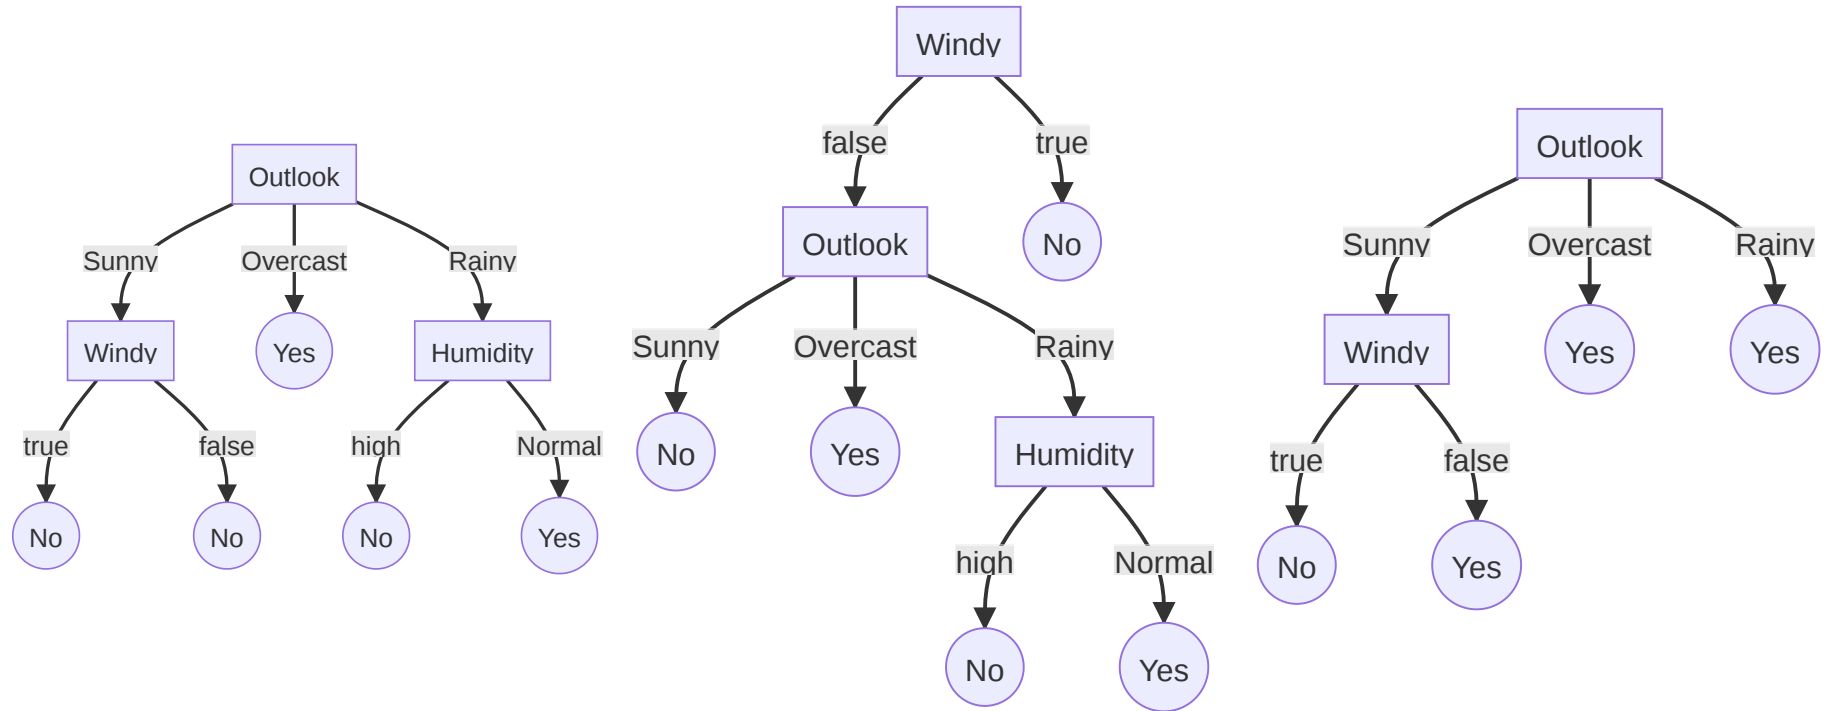 Outlook
Sunny
Overcast
Rainy
Windy
Yes
Humidity
true
false
high
Normal
No
No
No
Yes
Windy
false
true
Outlook
No
Sunny
Overcast
Rainy
No
Yes
Humidity
high
Normal
No
Yes
Outlook
Sunny
Overcast
Rainy
Windy
Yes
Yes
true
false
No
Yes